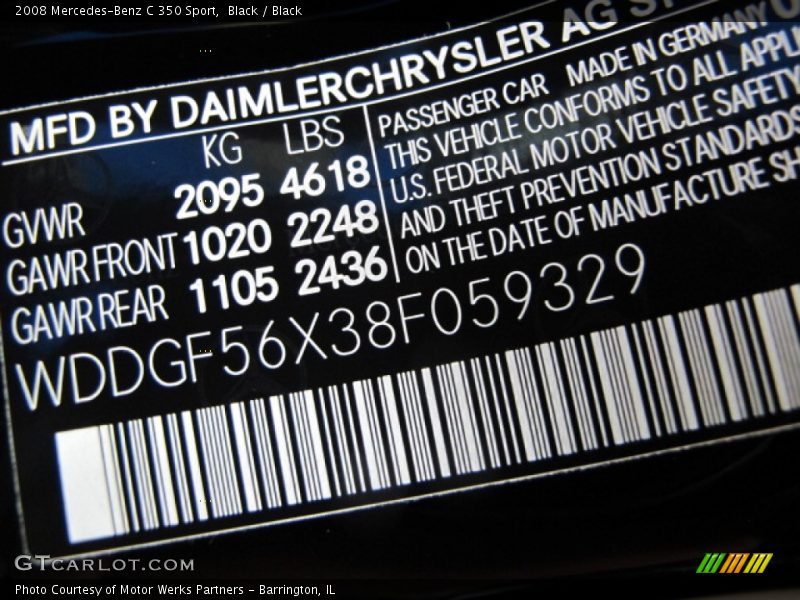 2008 Mercedes-Benz C 350 Sport, Black / Black
MFD BY DAIMLERCHRYSLER AG
KG LBS
GVWR 2095 4618
GAWR FRONT 1020 2248
GAWR REAR 1105 2436
PASSENGER CAR MADE IN GERMANY
THIS VEHICLE CONFORMS TO ALL
U.S. FEDERAL MOTOR VEHICLE SAFETY
AND THEFT PREVENTION STANDARDS
ON THE DATE OF MANUFACTURE
WDDGF56X38F059329
GTCARLOT.COM
Photo Courtesy of Motor Werks Partners - Barrington, IL